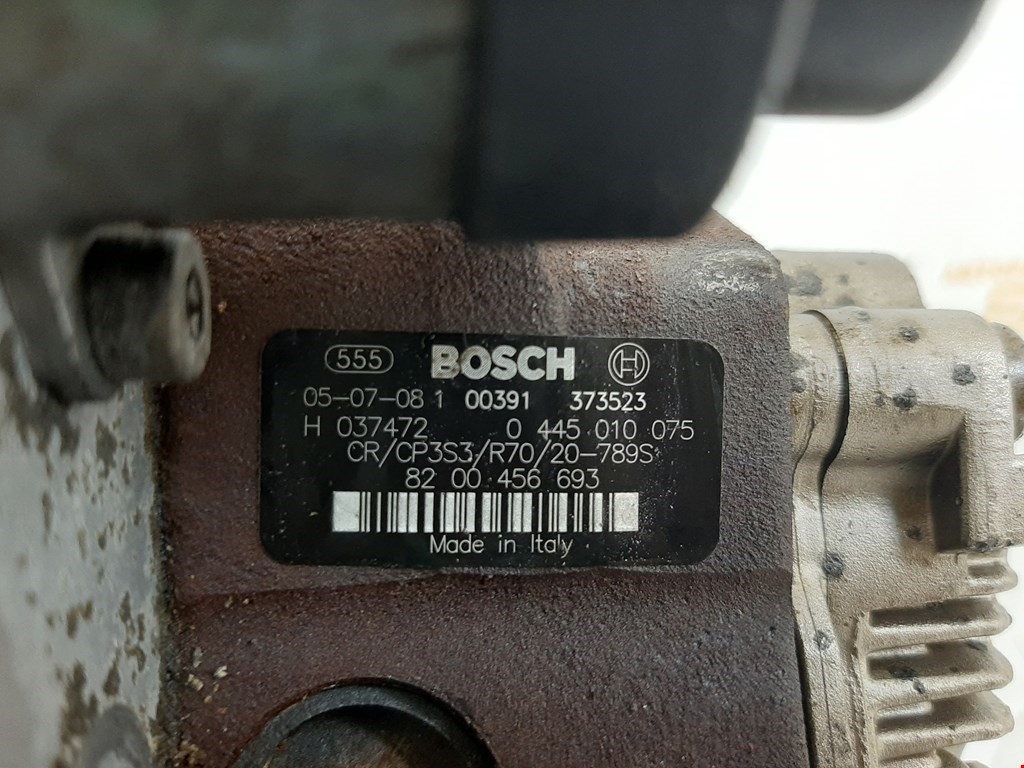 555 BOSCH H
05-07-08 1 00391 373523
H 037472 0 445 010 075
CR/CP3S3/R70/20-789S
82 00 456 693
Made in Italy